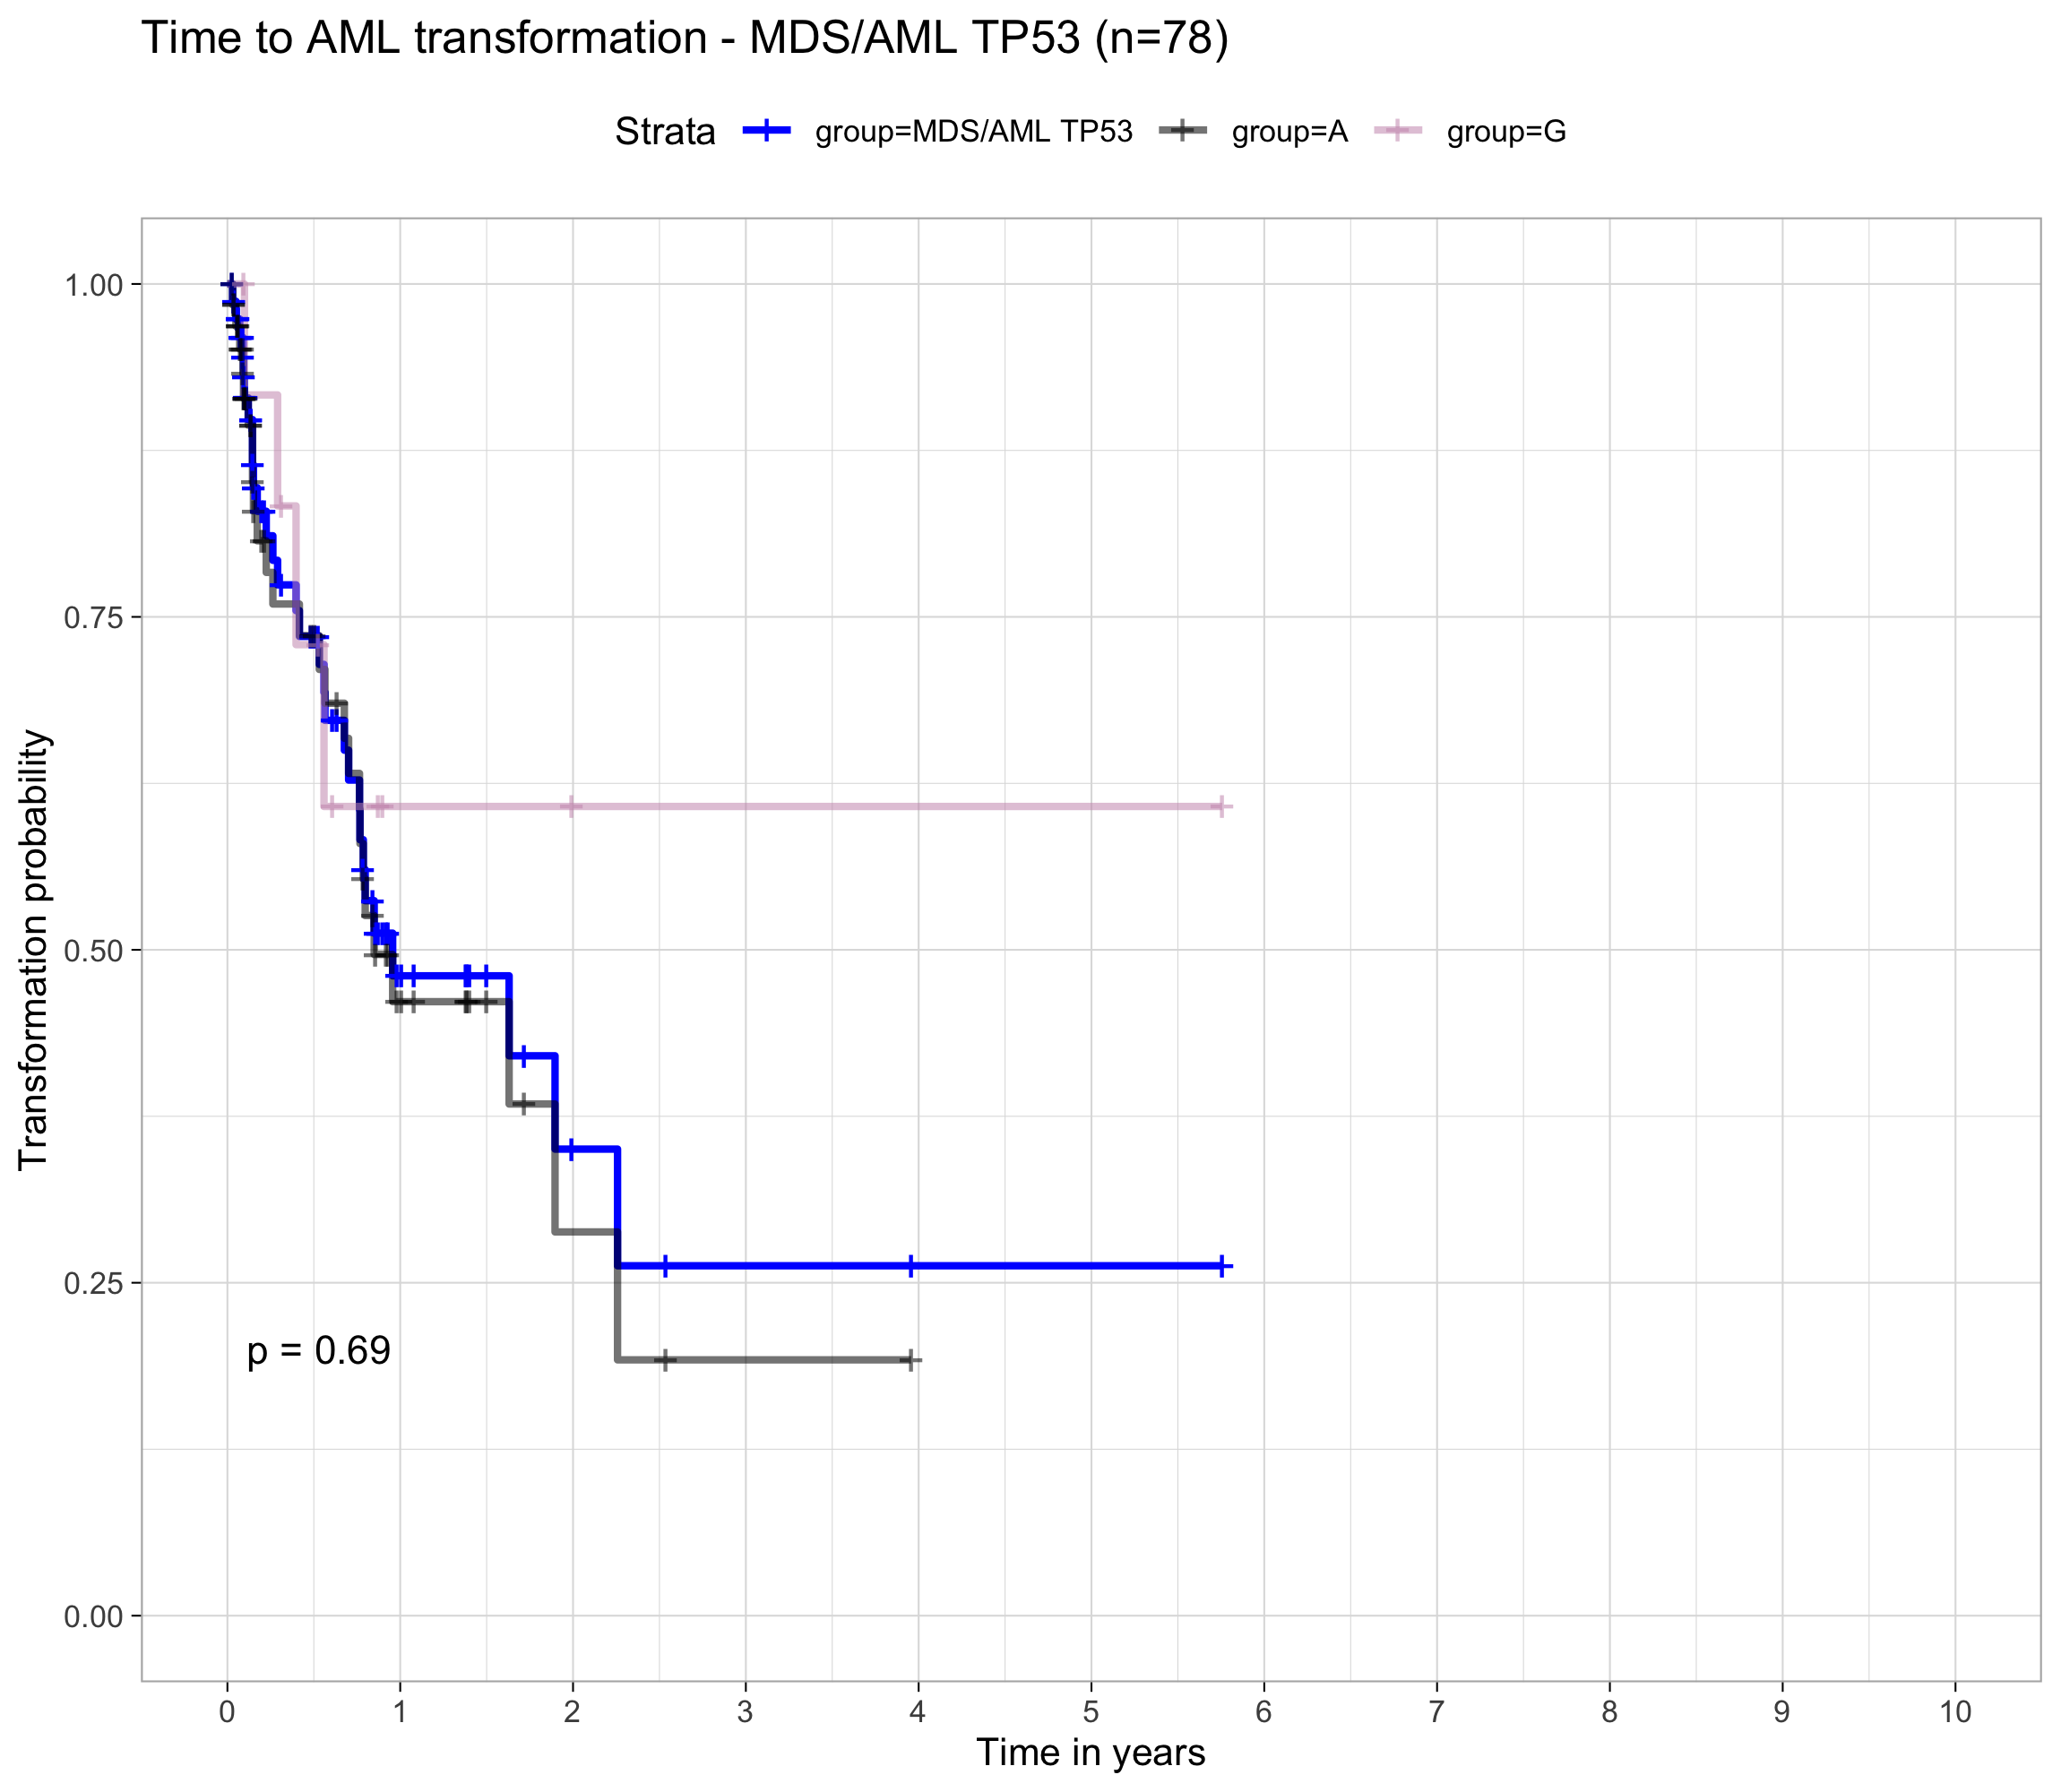 Time to AML transformation - MDS/AML TP53 (n=78)
Strata group=MDS/AML TP53 group=A group=G
1.00
0.75
0.50
0.25
0.00
Transformation probability
p = 0.69
0 1 2 3 4 5 6 7 8 9 10
Time in years